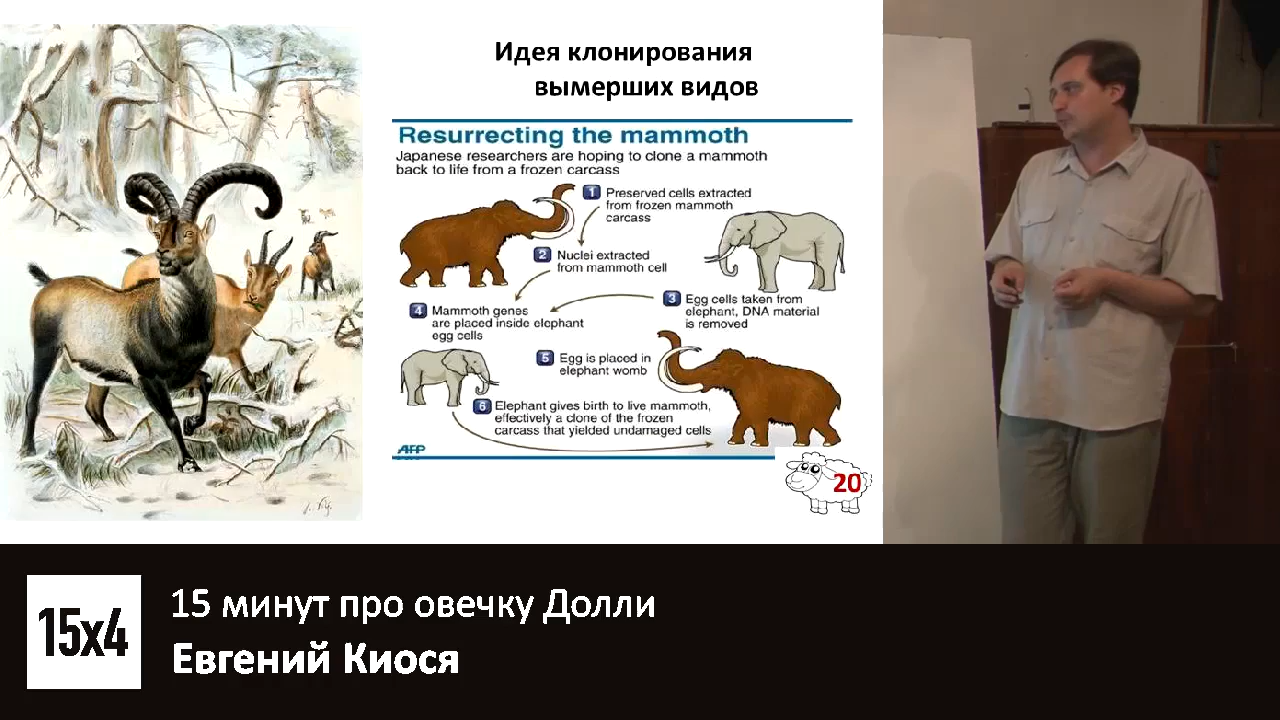 Идея клонирования
вымерших видов
Resurrecting the mammoth
Japanese researchers are hoping to clone a mammoth
back to life from a frozen carcass
1 Preserved cells extracted
from frozen mammoth
carcass
2 Nuclei extracted
from mammoth cell
3 Egg cells taken from
elephant, DNA material
is removed
4 Mammoth genes
are placed inside elephant
egg cells
5 Egg is placed in
elephant womb
6 Elephant gives birth to live mammoth,
effectively a clone of the frozen
carcass that yielded undamaged cells
AFP
20
15x4
15 минут про овечку Долли
Евгений Киося